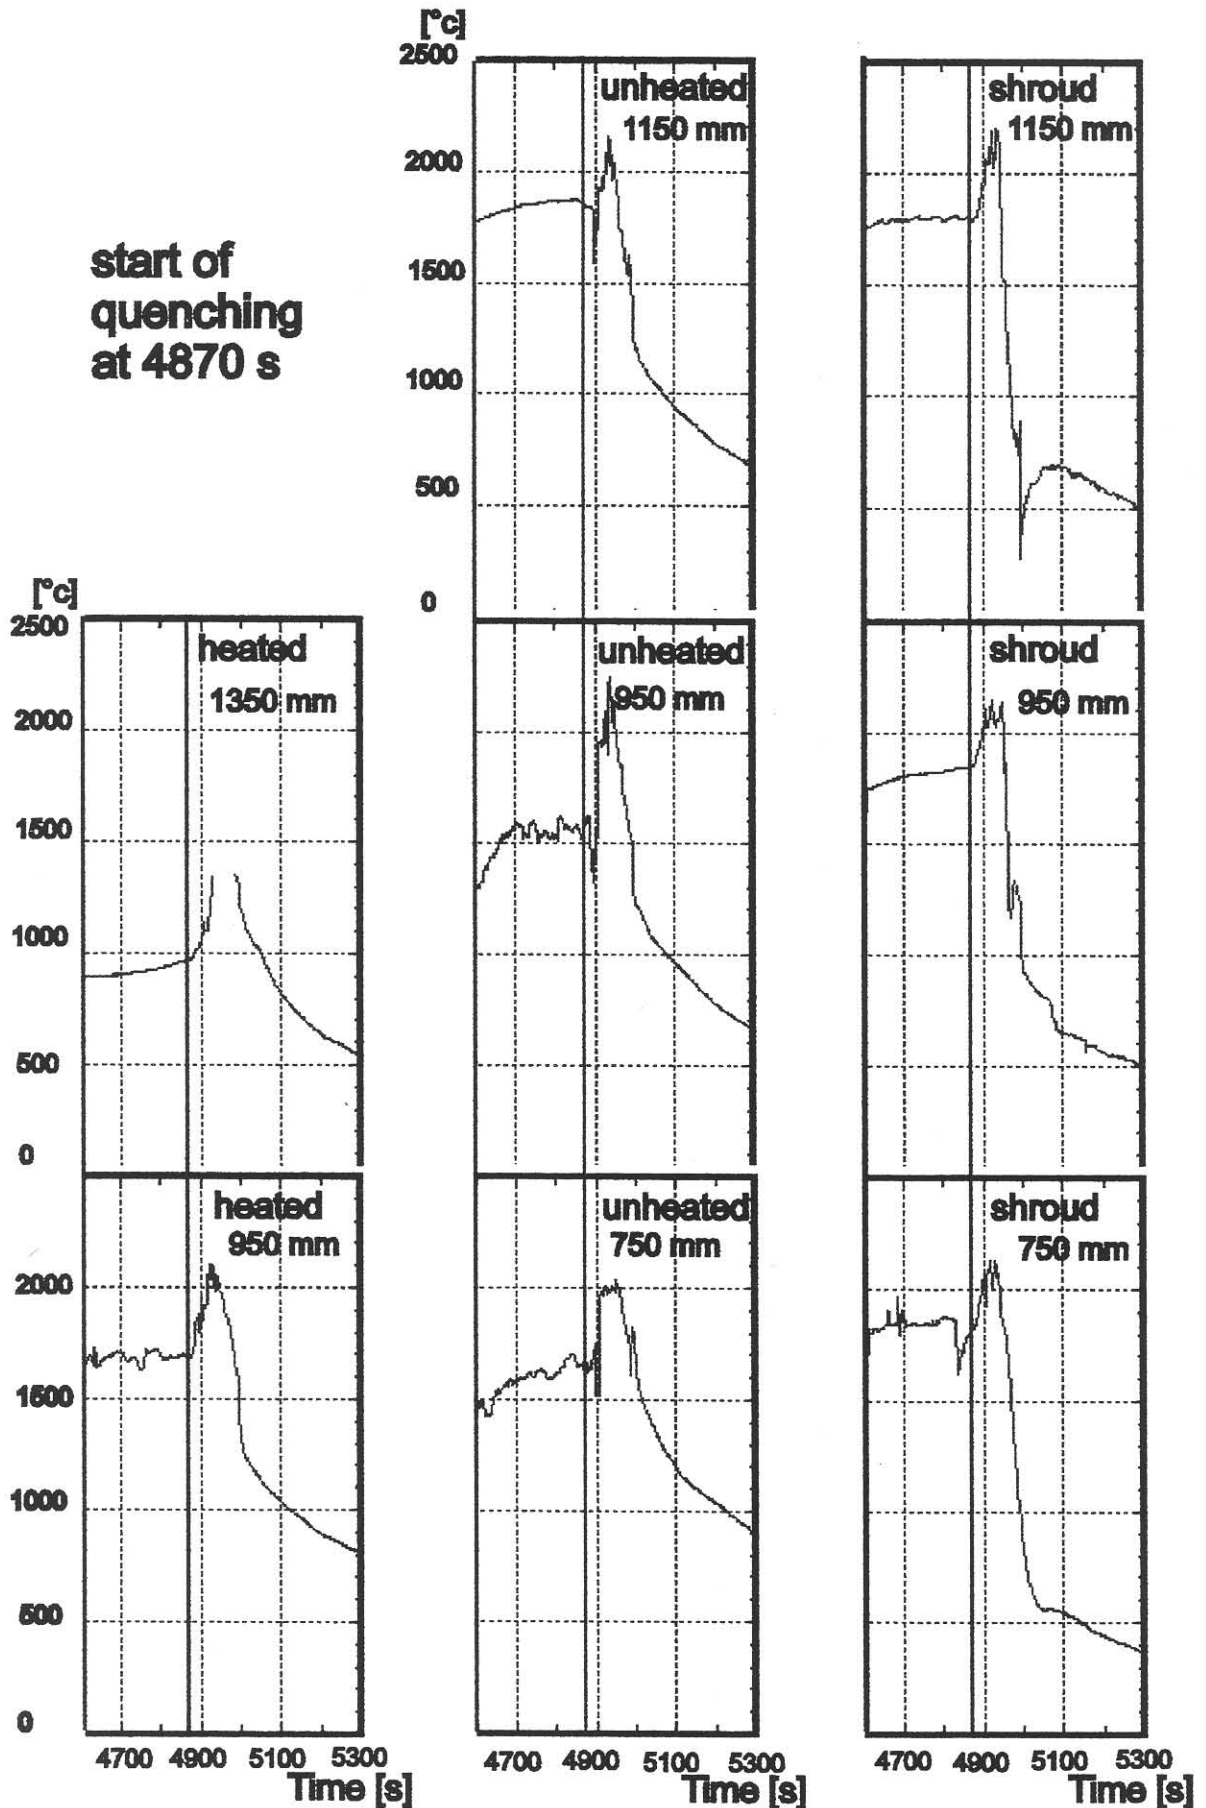 [°c]
2500
unheated
1150 mm
shroud
1150 mm
2000
start of
quenching
at 4870 s
1500
1000
500
0
[°c]
2500
heated
1350 mm
unheated
950 mm
shroud
950 mm
2000
1500
1000
500
0
heated
950 mm
unheated
750 mm
shroud
750 mm
2000
1500
1000
500
0
4700 4900 5100 5300
Time [s]
4700 4900 5100 5300
Time [s]
4700 4900 5100 5300
Time [s]